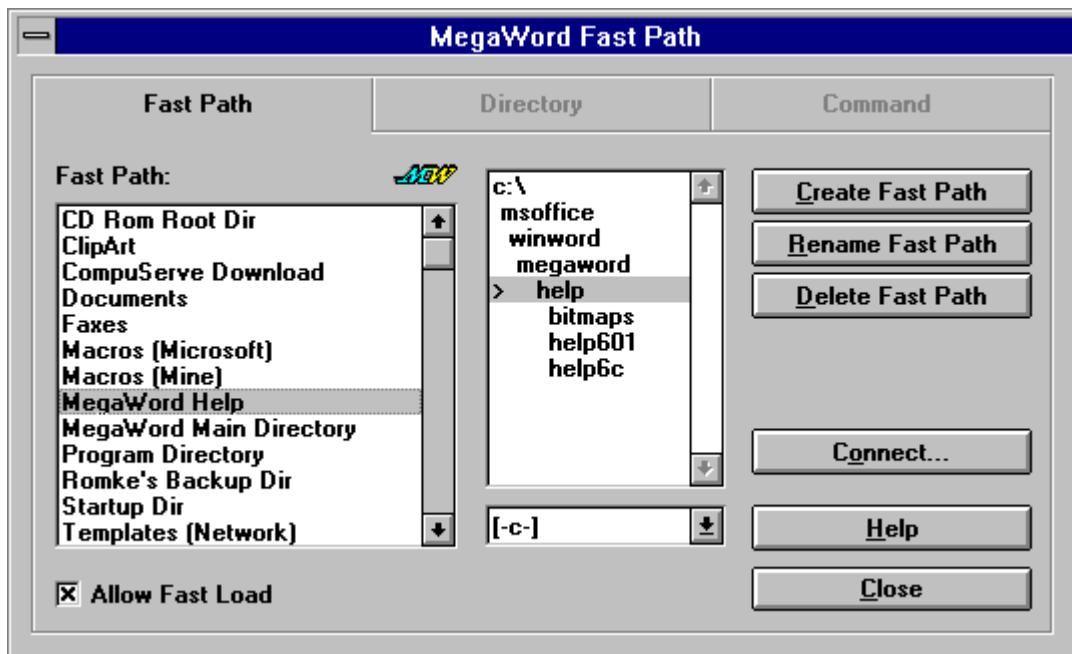 MegaWord Fast Path
Fast Path
Directory
Command
Fast Path:
MW
CD Rom Root Dir
ClipArt
CompuServe Download
Documents
Faxes
Macros (Microsoft)
Macros (Mine)
MegaWord Help
MegaWord Main Directory
Program Directory
Romke's Backup Dir
Startup Dir
Templates (Network)
Allow Fast Load
c:\
msoffice
winword
megaword
> help
bitmaps
help601
help6c
[-c-]
Create Fast Path
Rename Fast Path
Delete Fast Path
Connect...
Help
Close